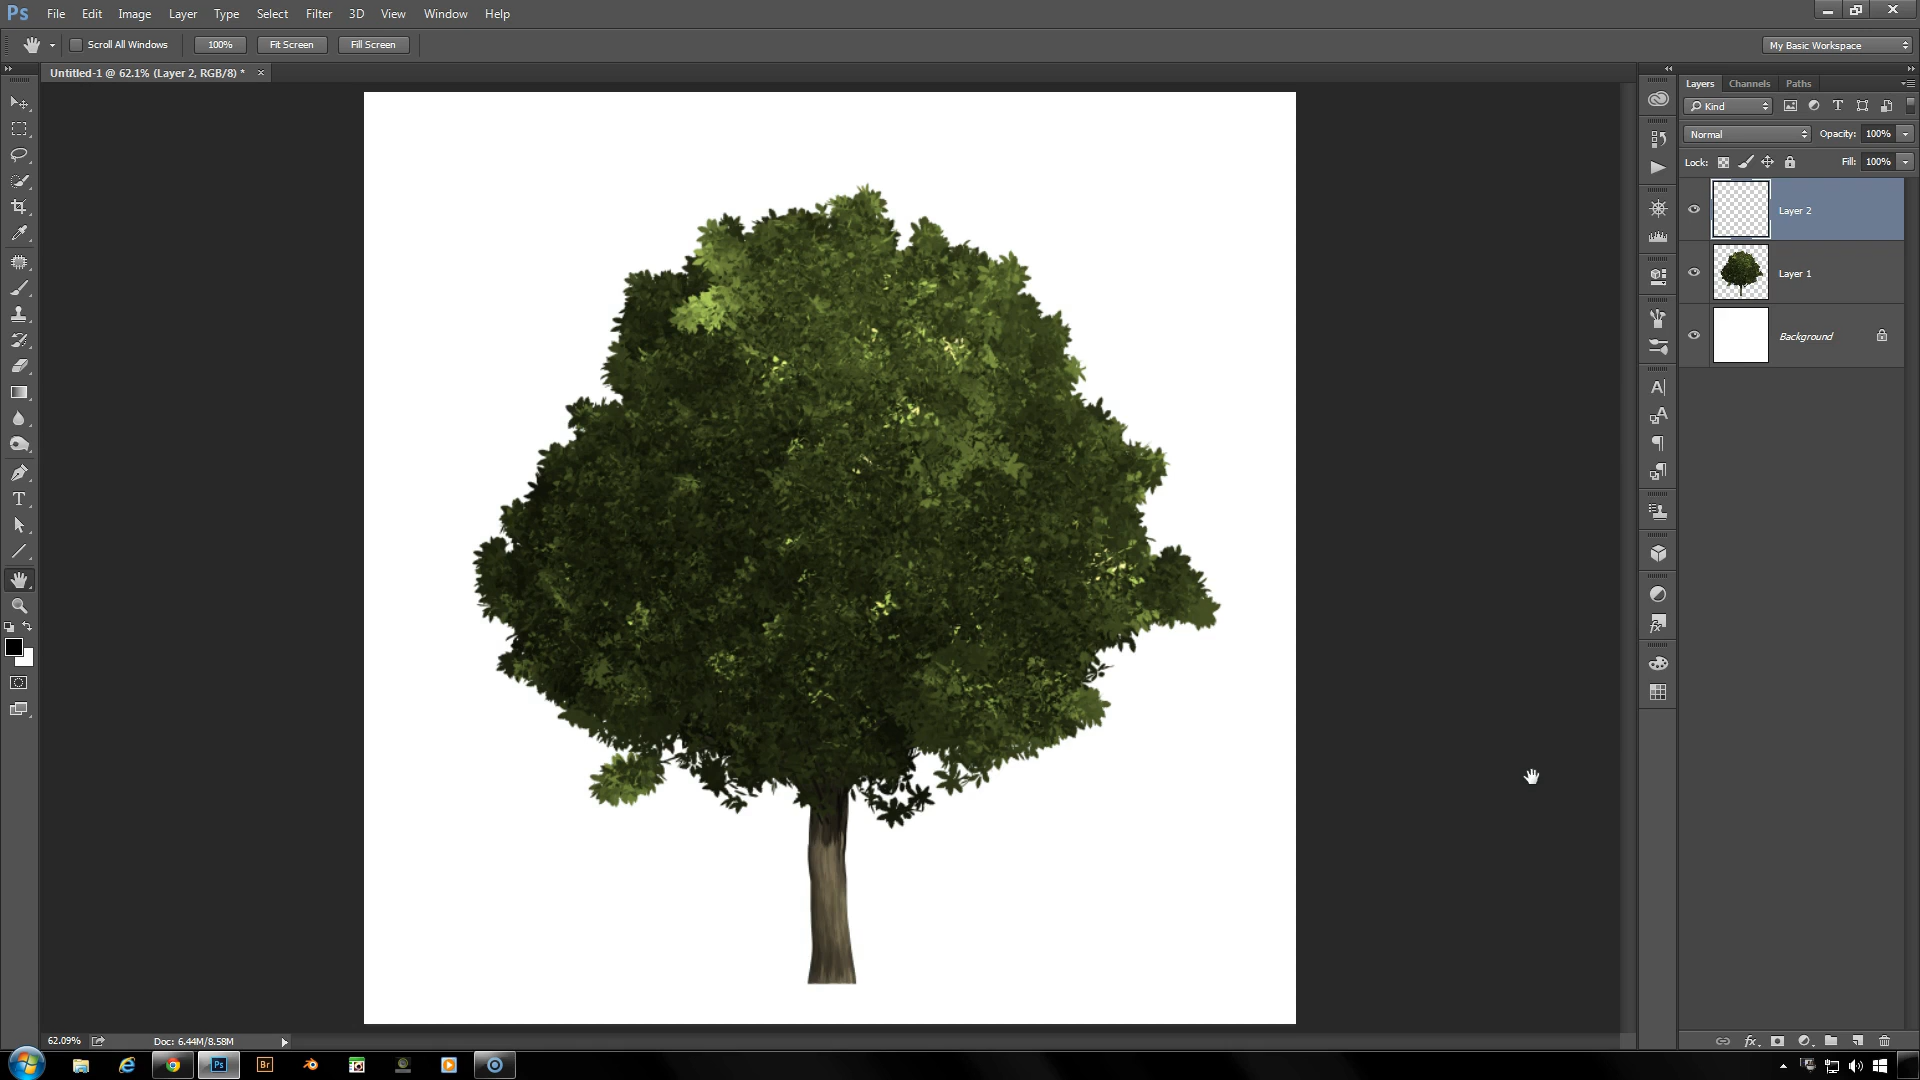 Ps File Edit Image Layer Type Select Filter 3D View Window Help
Scroll All Windows 100% Fit Screen Fill Screen My Basic Workspace
Untitled-1 @ 62.1% (Layer 2, RGB/8) *
Layers Channels Paths
Kind
Normal Opacity: 100%
Lock: Fill: 100%
Layer 2
Layer 1
Background
62.09% Doc: 6.44M/8.58M
Ps Br